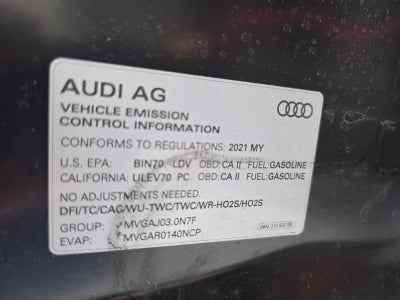 AUDI AG
VEHICLE EMISSION
CONTROL INFORMATION
CONFORMS TO REGULATIONS: 2021 MY
U.S. EPA: BIN70 LDV OBD:CA II FUEL:GASOLINE
CALIFORNIA: ULEV70 PC OBD:CA II FUEL:GASOLINE
NO ADJUSTMENTS NEEDED.
DFI/TC/CAC/WU-TWC/TWC/WR-HO2S/HO2S
GROUP: *MVGAJ03.0N7F
EVAP: *MVGAR0140NCP